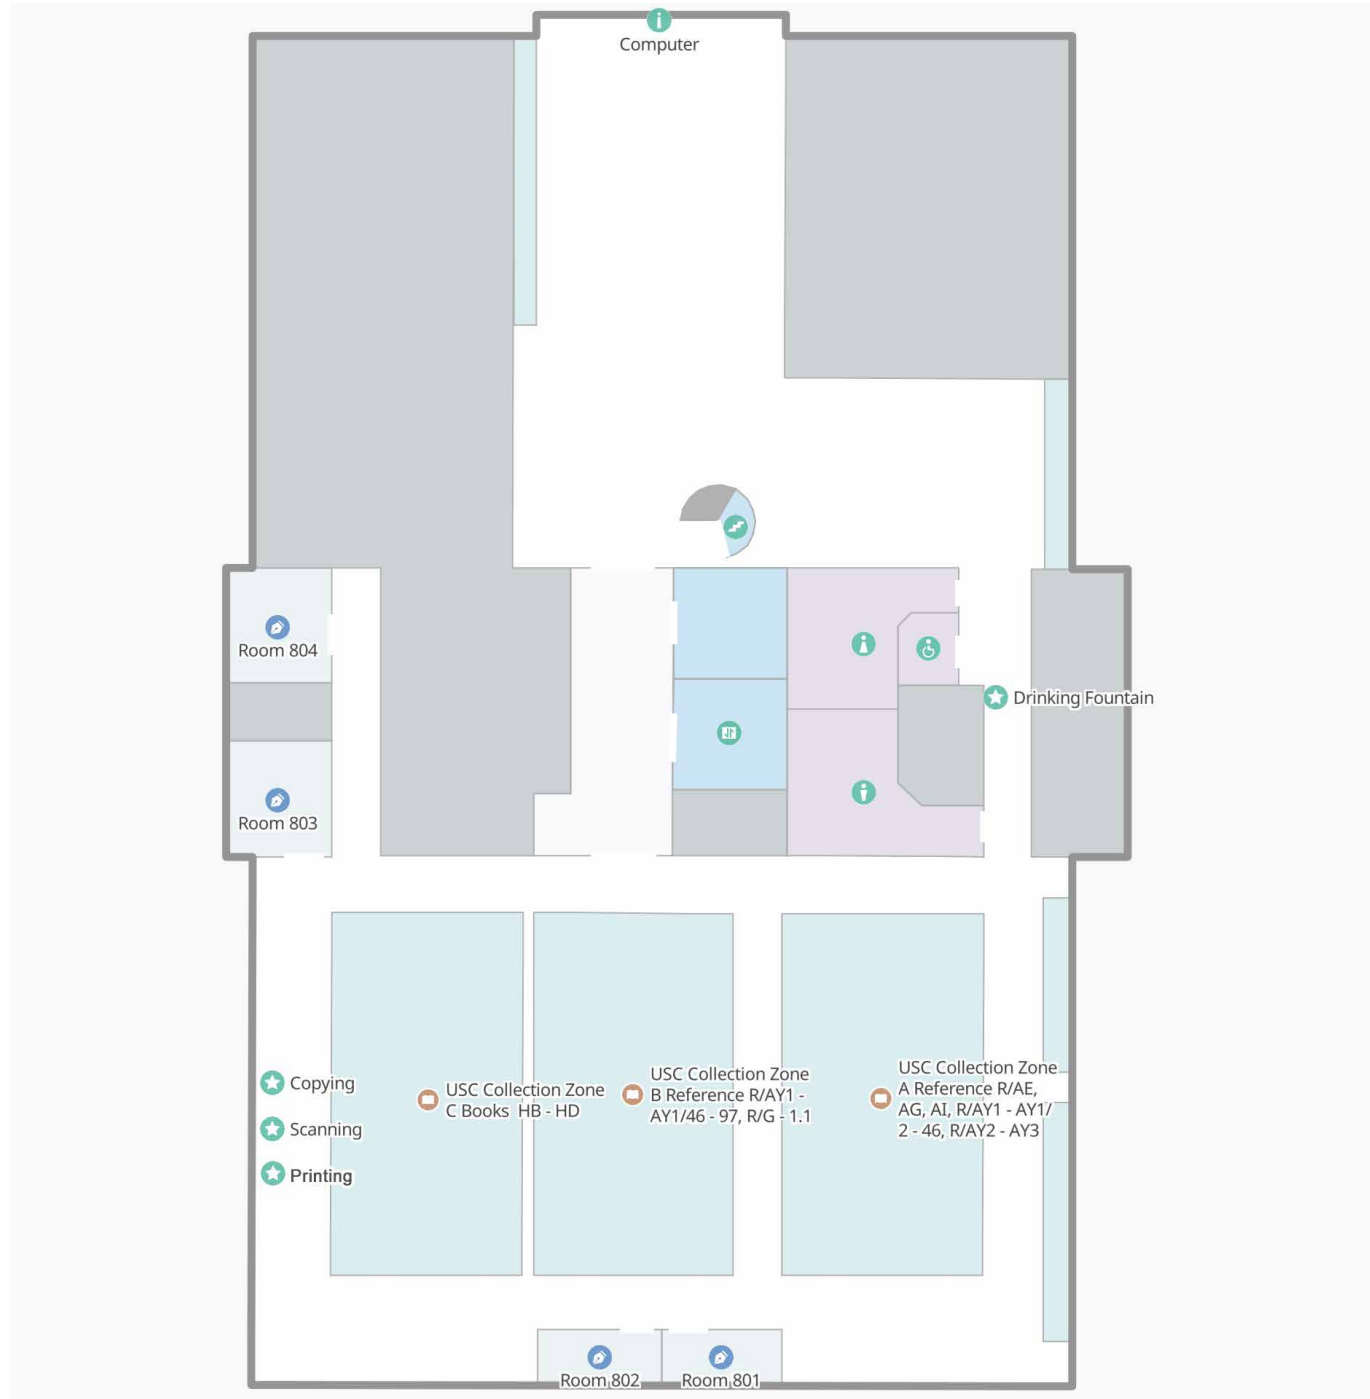 Computer
Room 804
Drinking Fountain
Room 803
USC Collection Zone
A Reference R/AE,
AG, AI, R/AY1 - AY1/
2 - 46, R/AY2 - AY3
USC Collection Zone
B Reference R/AY1 -
AY1/46 - 97, R/G - 1.1
USC Collection Zone
C Books  HB - HD
Copying
Scanning
Printing
Room 802
Room 801